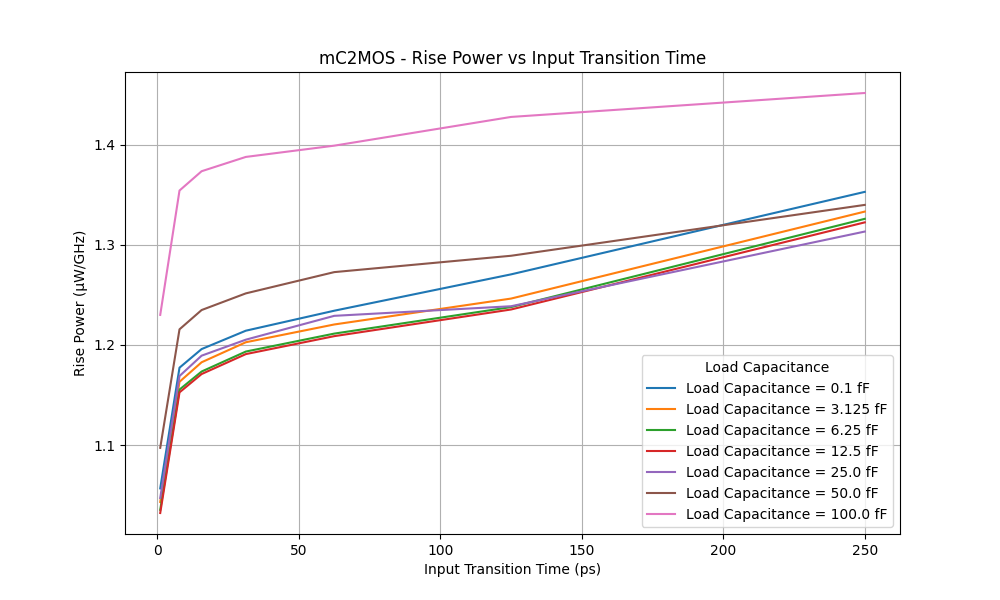 mC2MOS - Rise Power vs Input Transition Time
Rise Power (μW/GHz)
1.4
1.3
1.2
1.1
0
50
100
150
200
250
Input Transition Time (ps)
Load Capacitance
Load Capacitance = 0.1 fF
Load Capacitance = 3.125 fF
Load Capacitance = 6.25 fF
Load Capacitance = 12.5 fF
Load Capacitance = 25.0 fF
Load Capacitance = 50.0 fF
Load Capacitance = 100.0 fF